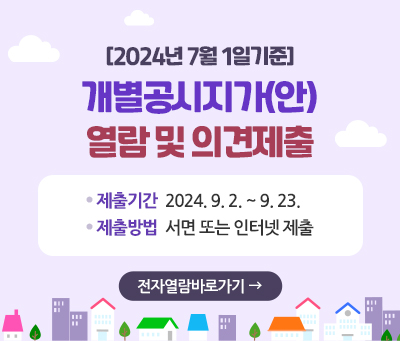 [2024년 7월 1일기준]
개별공시지가(안)
열람 및 의견제출
• 제출기간 2024. 9. 2. ~ 9. 23.
• 제출방법 서면 또는 인터넷 제출
전자열람바로가기 →